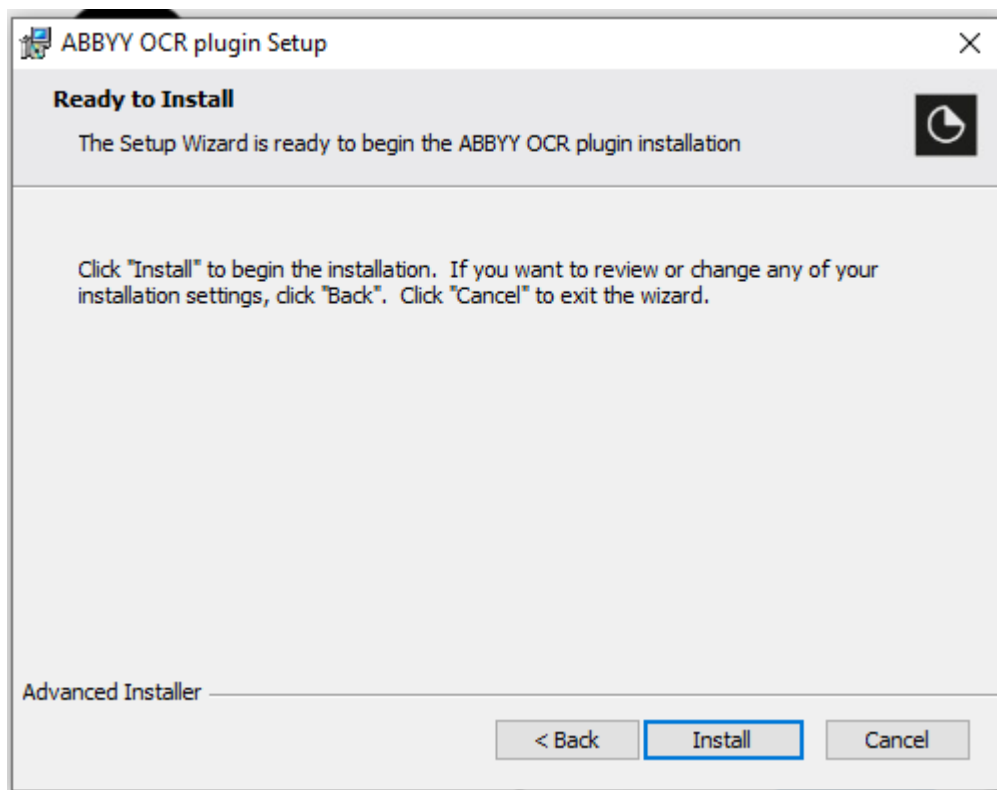 ABBYY OCR plugin Setup
Ready to Install
The Setup Wizard is ready to begin the ABBYY OCR plugin installation
Click "Install" to begin the installation.  If you want to review or change any of your
installation settings, click "Back".  Click "Cancel" to exit the wizard.
Advanced Installer
< Back
Install
Cancel